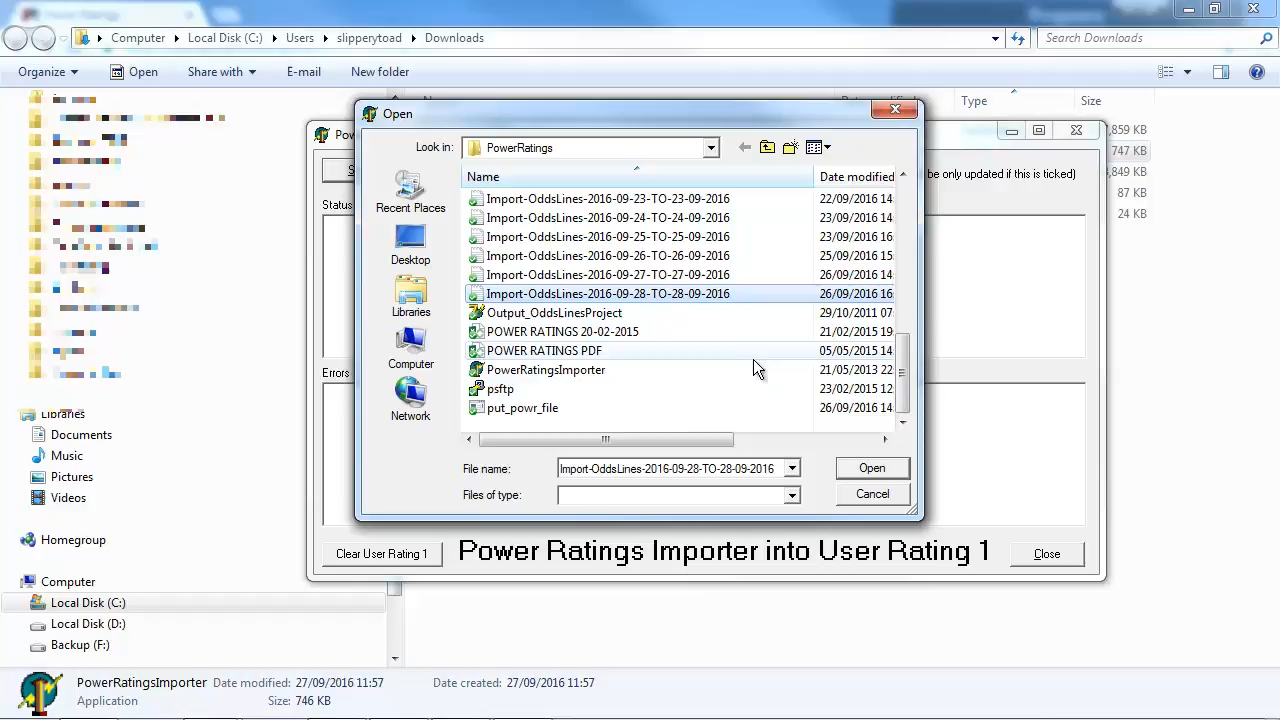 Computer Local Disk (C:) Users slipperytoad Downloads
Search Downloads
Organize Open Share with E-mail New folder
Type Size
Open
Look in: PowerRatings
Name Date modified
Recent Places
Desktop
Libraries
Computer
Network
Import-OddsLines-2016-09-23-TO-23-09-2016 22/09/2016 14
Import-OddsLines-2016-09-24-TO-24-09-2016 23/09/2016 14
Import-OddsLines-2016-09-25-TO-25-09-2016 23/09/2016 16
Import-OddsLines-2016-09-26-TO-26-09-2016 25/09/2016 15
Import-OddsLines-2016-09-27-TO-27-09-2016 26/09/2016 14
Import-OddsLines-2016-09-28-TO-28-09-2016 26/09/2016 16
Output_OddsLinesProject 29/10/2011 07
POWER RATINGS 20-02-2015 21/02/2015 19
POWER RATINGS PDF 05/05/2015 14
PowerRatingsImporter 21/05/2013 22
psftp 23/02/2015 12
put_powr_file 26/09/2016 14
File name: Import-OddsLines-2016-09-28-TO-28-09-2016 Open
Files of type: Cancel
be only updated if this is ticked)
Status
Errors
Clear User Rating 1 Power Ratings Importer into User Rating 1 Close
,859 KB
747 KB
,849 KB
87 KB
24 KB
Libraries
Documents
Music
Pictures
Videos
Homegroup
Computer
Local Disk (C:)
Local Disk (D:)
Backup (F:)
PowerRatingsImporter Date modified: 27/09/2016 11:57 Date created: 27/09/2016 11:57
Application Size: 746 KB